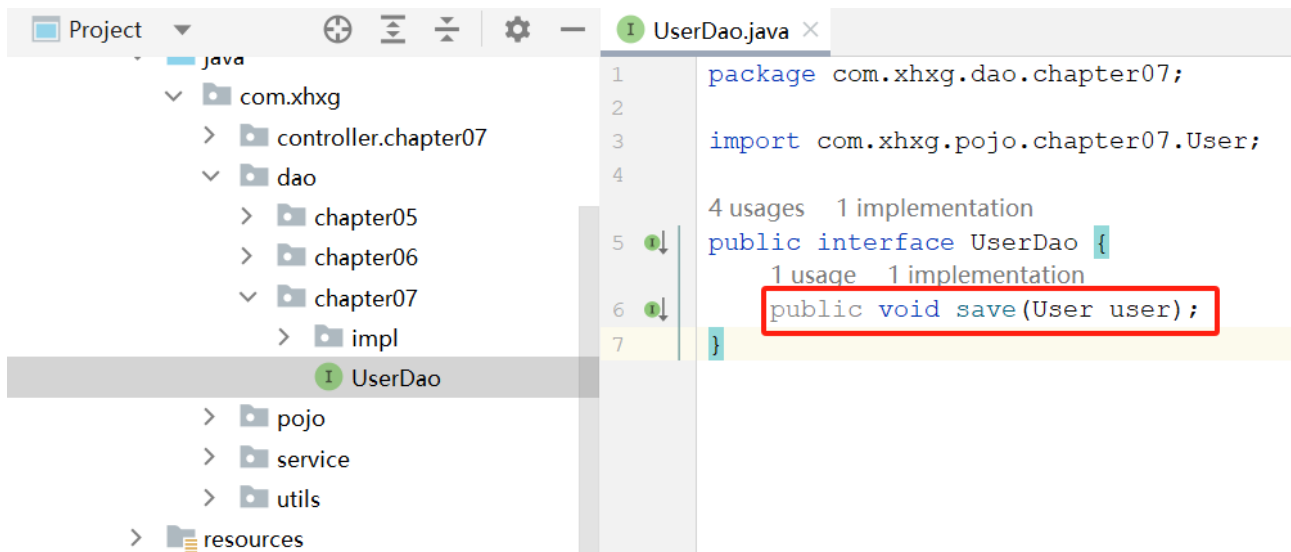 Project
java
com.xhxg
controller.chapter07
dao
chapter05
chapter06
chapter07
impl
UserDao
pojo
service
utils
resources
UserDao.java
1 package com.xhxg.dao.chapter07;
2
3 import com.xhxg.pojo.chapter07.User;
4
4 usages 1 implementation
5 public interface UserDao {
1 usage 1 implementation
6 public void save(User user);
7 }